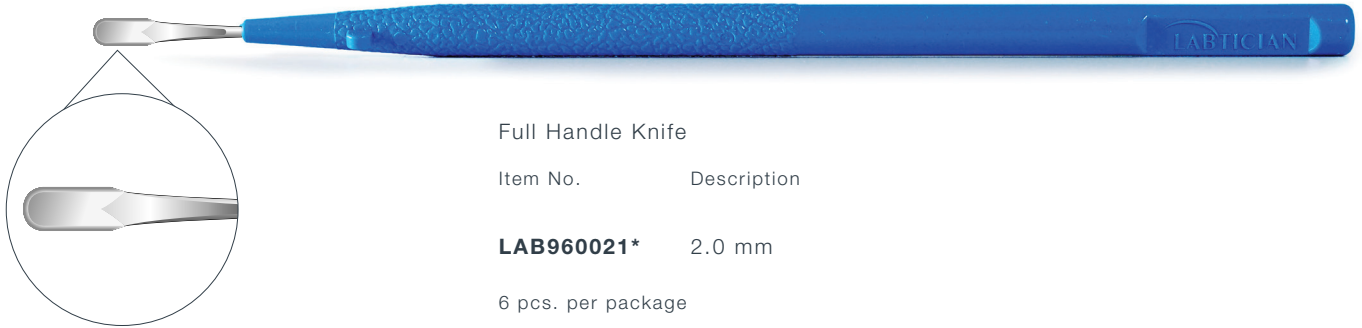 LABTICIAN
Full Handle Knife
Item No. Description
LAB960021* 2.0 mm
6 pcs. per package